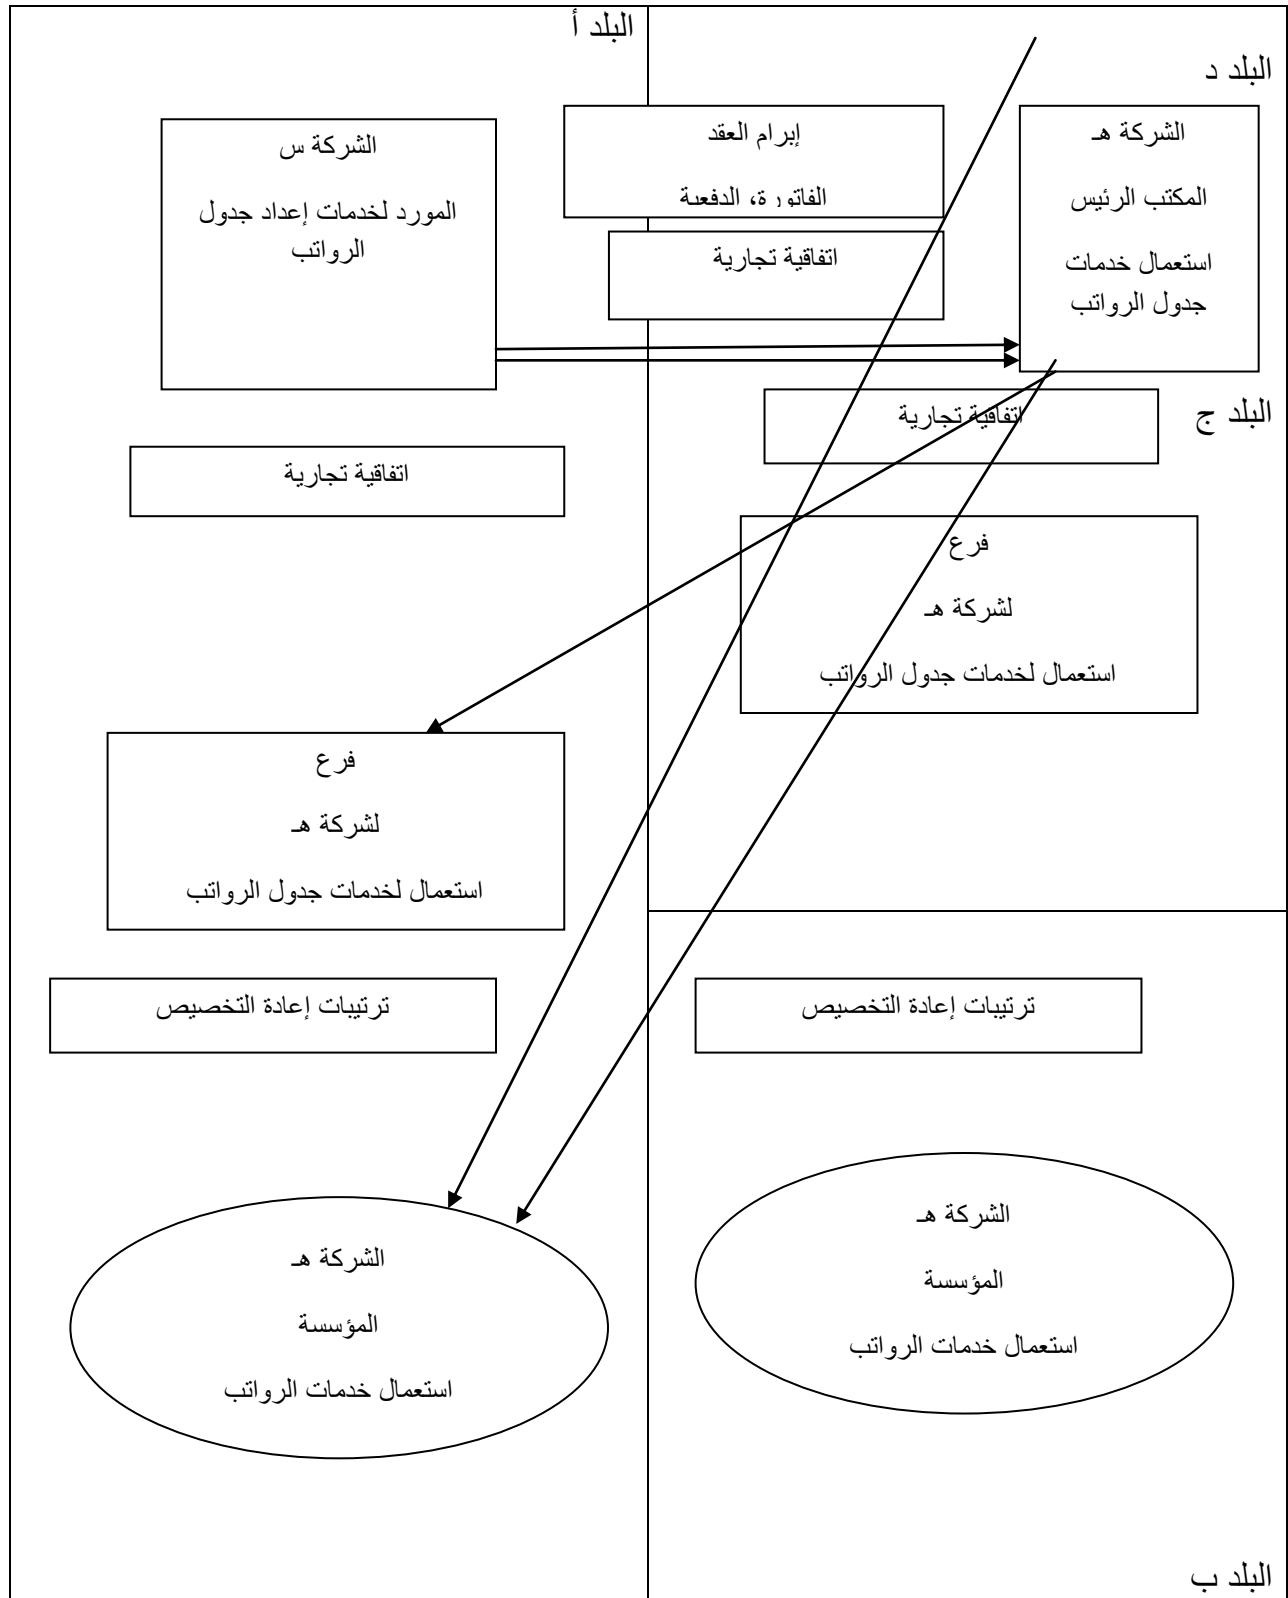 البلد أ
البلد د
الشركة س
المورد لخدمات إعداد جدول
الرواتب
إبرام العقد
الفاتورة، الدفعية
اتفاقية تجارية
الشركة هـ
المكتب الرئيس
استعمال خدمات
جدول الرواتب
البلد ج
اتفاقية تجارية
اتفاقية تجارية
فرع
لشركة هـ
استعمال لخدمات جدول الرواتب
فرع
لشركة هـ
استعمال لخدمات جدول الرواتب
ترتيبات إعادة التخصيص
ترتيبات إعادة التخصيص
الشركة هـ
المؤسسة
استعمال خدمات الرواتب
الشركة هـ
المؤسسة
استعمال خدمات الرواتب
البلد ب